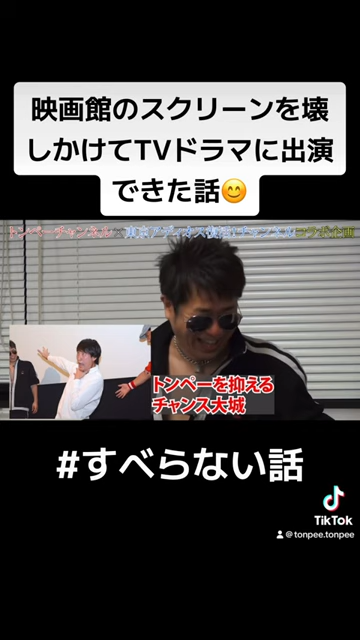 映画館のスクリーンを壊
しかけてTVドラマに出演
できた話😊
トンペーを抑える
チャンス大城
#すべらない話
TikTok
@tonpee.tonpee